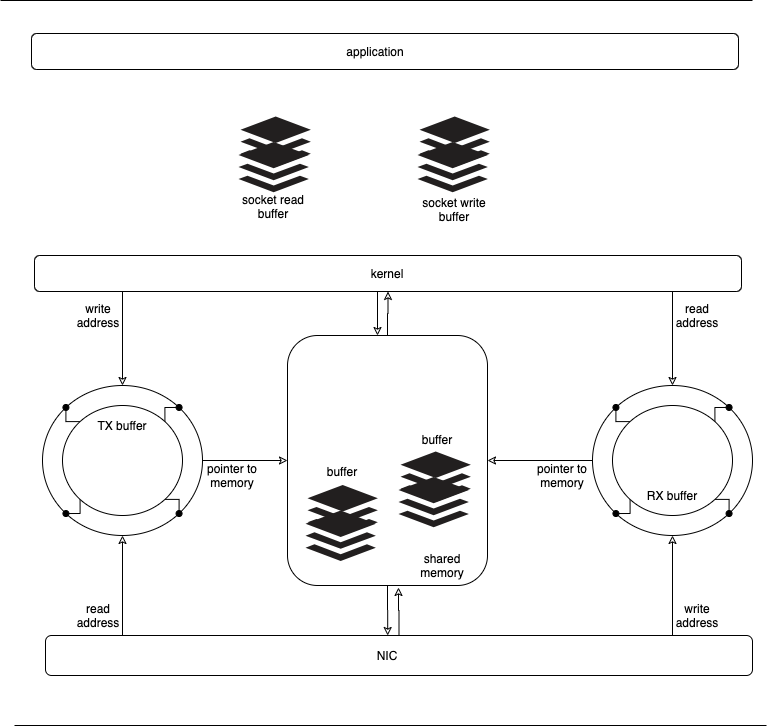 application
socket read
buffer
socket write
buffer
kernel
write
address
read
address
TX buffer
buffer
buffer
pointer to
memory
pointer to
memory
RX buffer
shared
memory
read
address
write
address
NIC